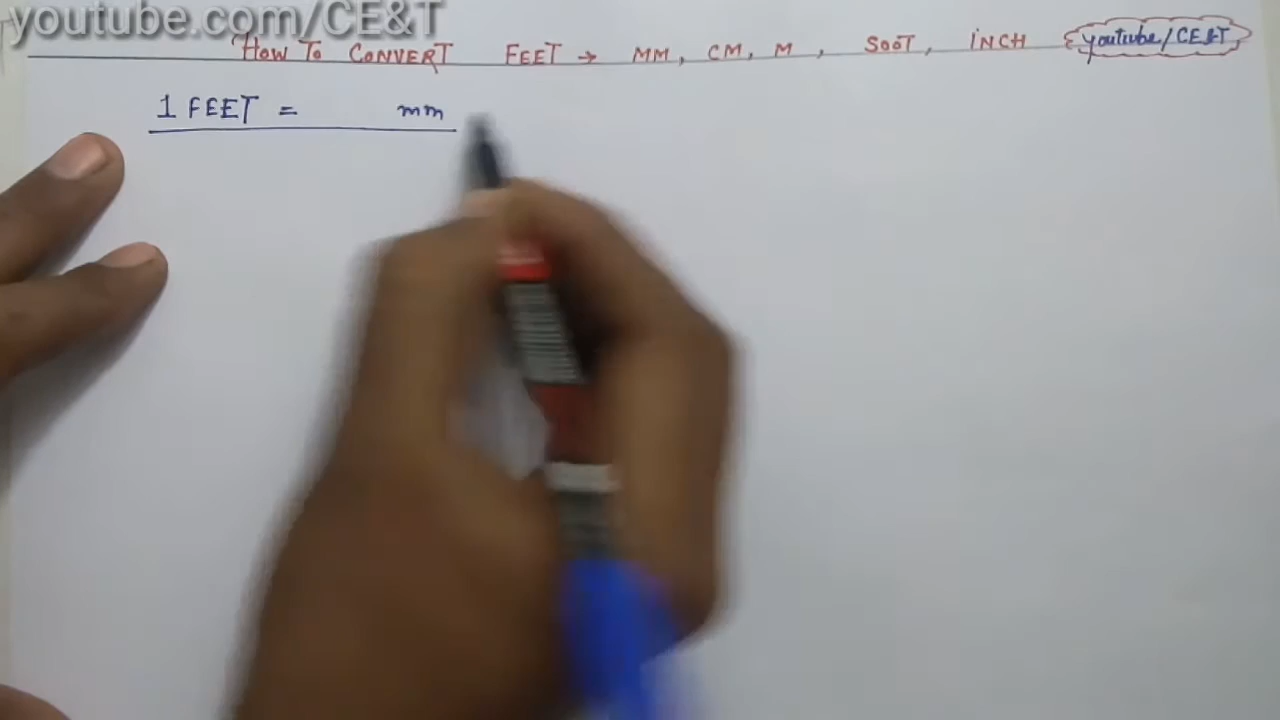 youtube.com/CE&T
HOW TO CONVERT FEET → MM, CM, M, SOOT, INCH youtube/CE&T
1 FEET = mm